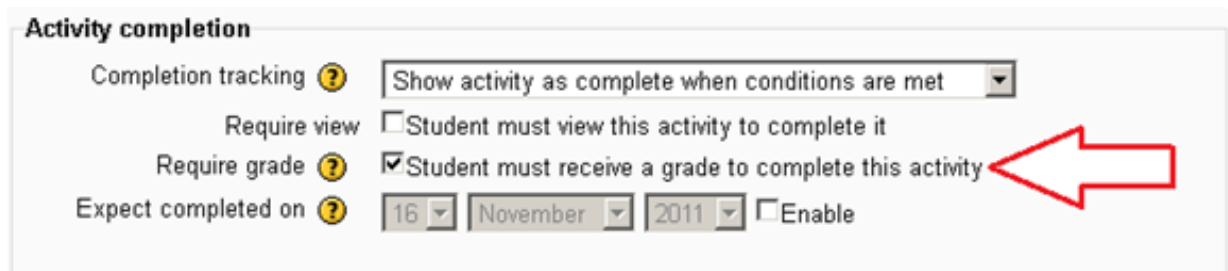 Activity completion
Completion tracking ? Show activity as complete when conditions are met
Require view Student must view this activity to complete it
Require grade ? Student must receive a grade to complete this activity
Expect completed on ? 16 November 2011 Enable